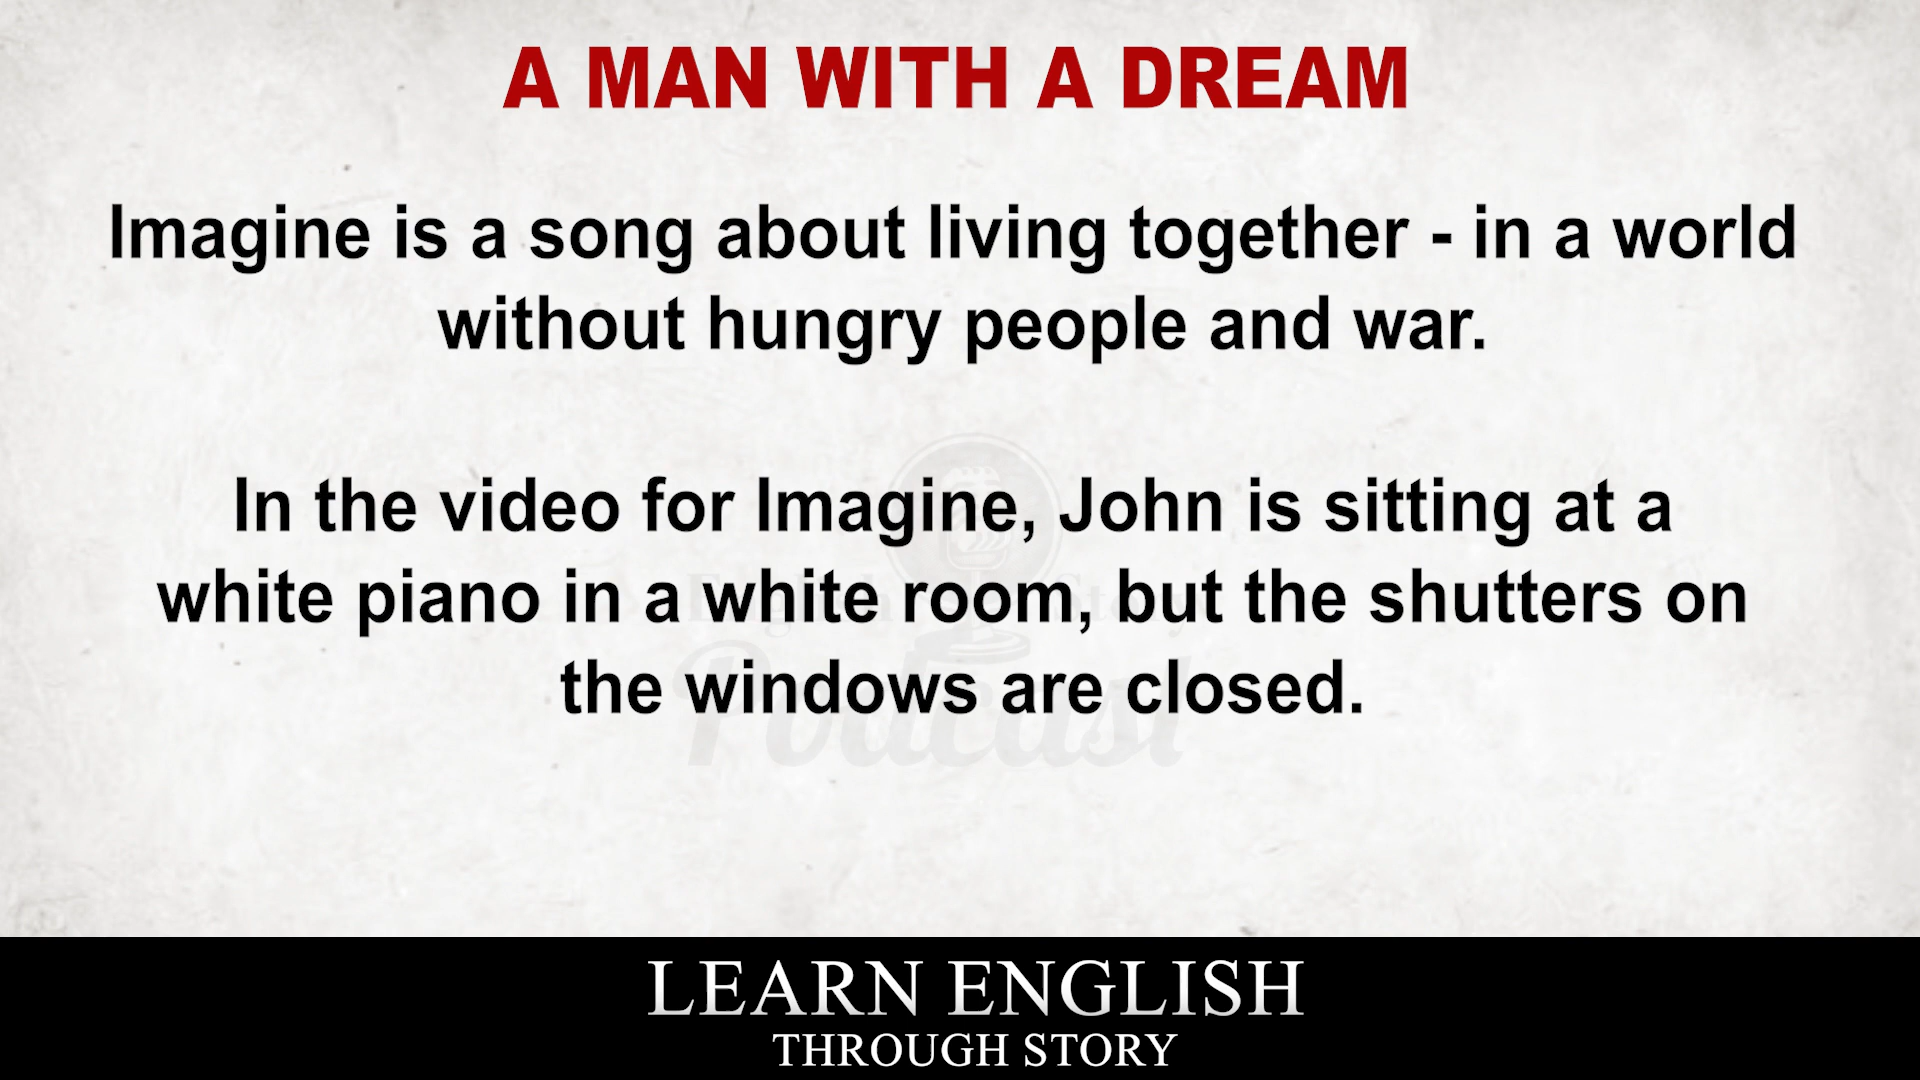 A MAN WITH A DREAM
Imagine is a song about living together - in a world
without hungry people and war.
In the video for Imagine, John is sitting at a
white piano in a white room, but the shutters on
the windows are closed.
Podcast
LEARN ENGLISH
THROUGH STORY